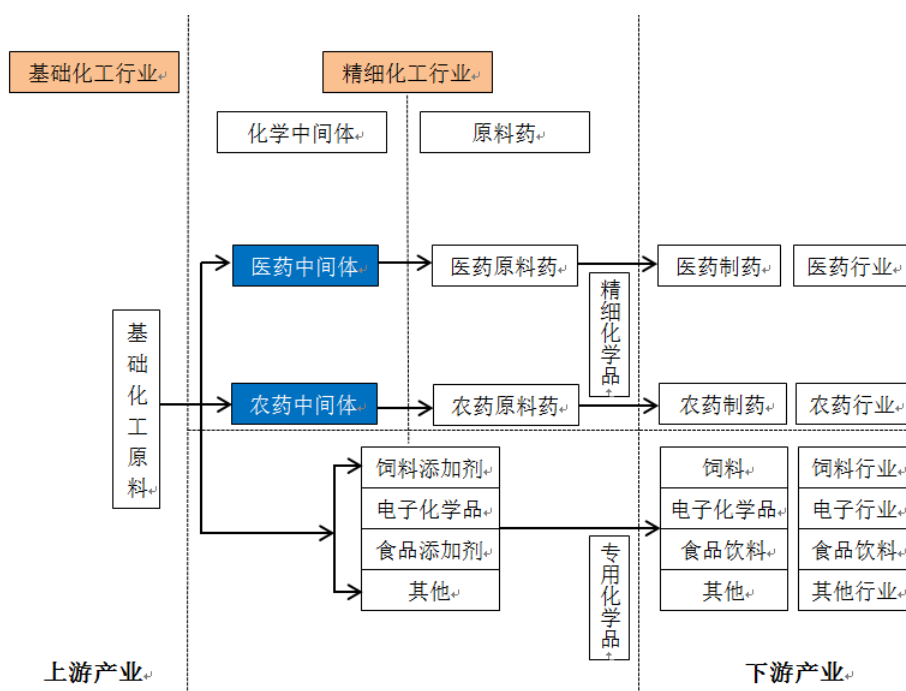 基础化工行业
精细化工行业
化学中间体
原料药
医药中间体
医药原料药
医药制药
医药行业
精细化学品
基础化工原料
农药中间体
农药原料药
农药制药
农药行业
饲料添加剂
饲料
饲料行业
电子化学品
电子化学品
电子行业
食品添加剂
食品饮料
食品饮料
其他
其他
其他行业
专用化学品
上游产业
下游产业